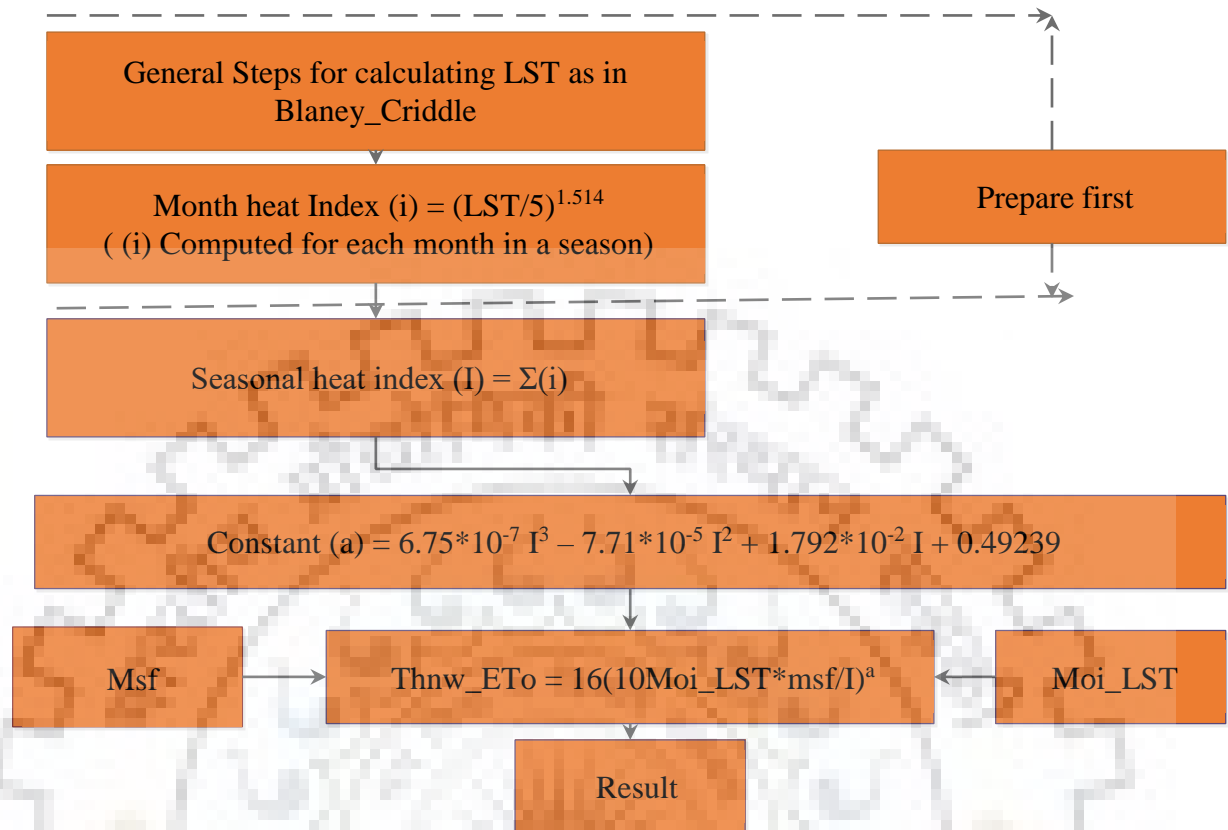 General Steps for calculating LST as in
Blaney_Criddle
Month heat Index (i) = (LST/5)^1.514
( (i) Computed for each month in a season)
Prepare first
Seasonal heat index (I) = Σ(i)
Constant (a) = 6.75*10^-7 I^3 – 7.71*10^-5 I^2 + 1.792*10^-2 I + 0.49239
Msf
Thnw_ETo = 16(10Moi_LST*msf/I)^a
Moi_LST
Result